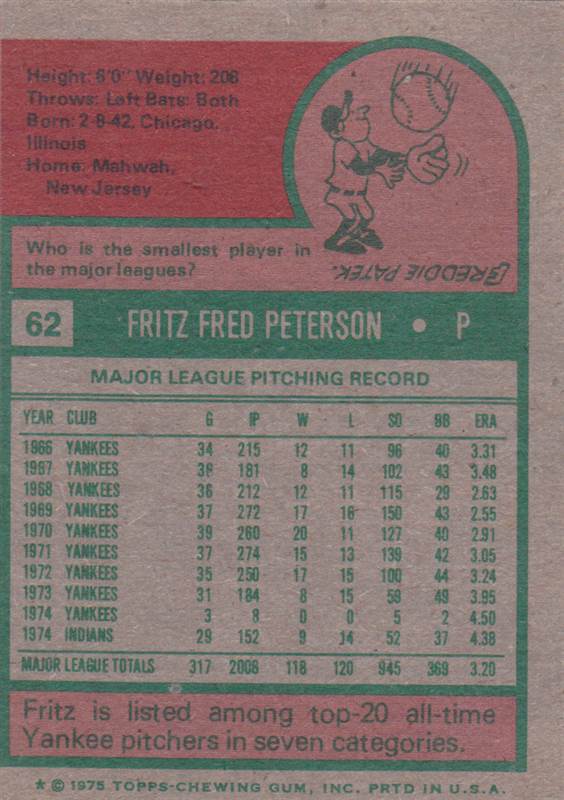 Height: 6'0" Weight: 206
Throws: Left Bats: Both
Born: 2-8-42, Chicago,
Illinois
Home: Mahwah,
New Jersey
Who is the smallest player in
the major leagues?
FREDDIE PATEK.
62 FRITZ FRED PETERSON • P
MAJOR LEAGUE PITCHING RECORD
YEAR CLUB G IP W L SO BB ERA
1966 YANKEES 34 215 12 11 96 40 3.31
1967 YANKEES 36 181 8 14 102 43 3.48
1968 YANKEES 36 212 12 11 115 29 2.63
1969 YANKEES 37 272 17 16 150 43 2.55
1970 YANKEES 39 260 20 11 127 40 2.91
1971 YANKEES 37 274 15 13 139 42 3.05
1972 YANKEES 35 250 17 15 100 44 3.24
1973 YANKEES 31 184 8 15 59 49 3.95
1974 YANKEES 3 8 0 0 5 2 4.50
1974 INDIANS 29 152 9 14 52 37 4.38
MAJOR LEAGUE TOTALS 317 2008 118 120 945 369 3.20
Fritz is listed among top-20 all-time
Yankee pitchers in seven categories.
* © 1975 TOPPS-CHEWING GUM, INC. PRTD IN U.S.A.